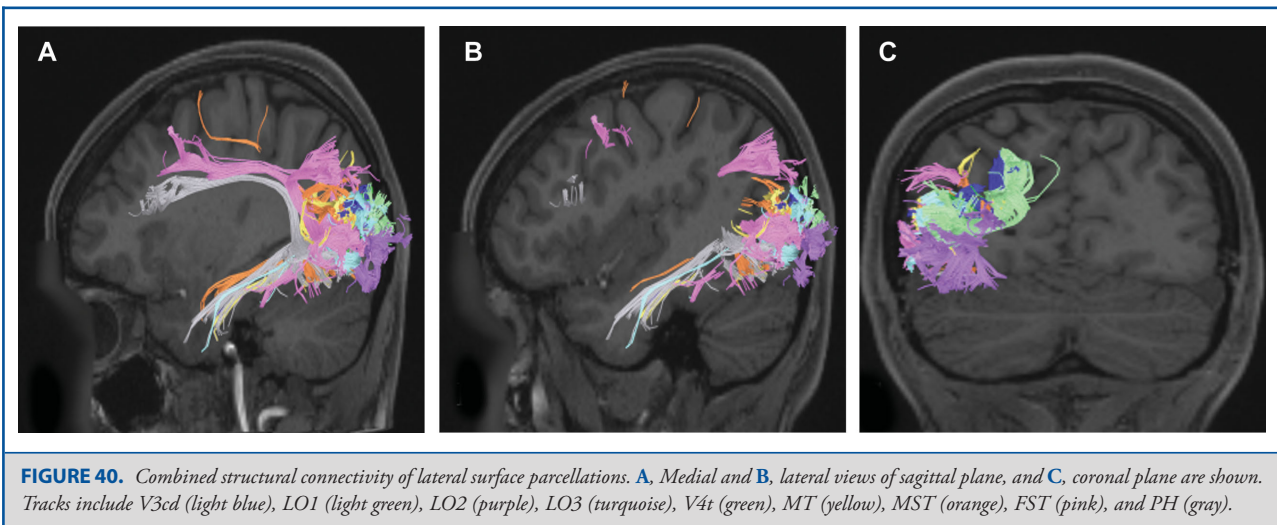 A
B
C
FIGURE 40. Combined structural connectivity of lateral surface parcellations. A, Medial and B, lateral views of sagittal plane, and C, coronal plane are shown.
Tracks include V3cd (light blue), LO1 (light green), LO2 (purple), LO3 (turquoise), V4t (green), MT (yellow), MST (orange), FST (pink), and PH (gray).